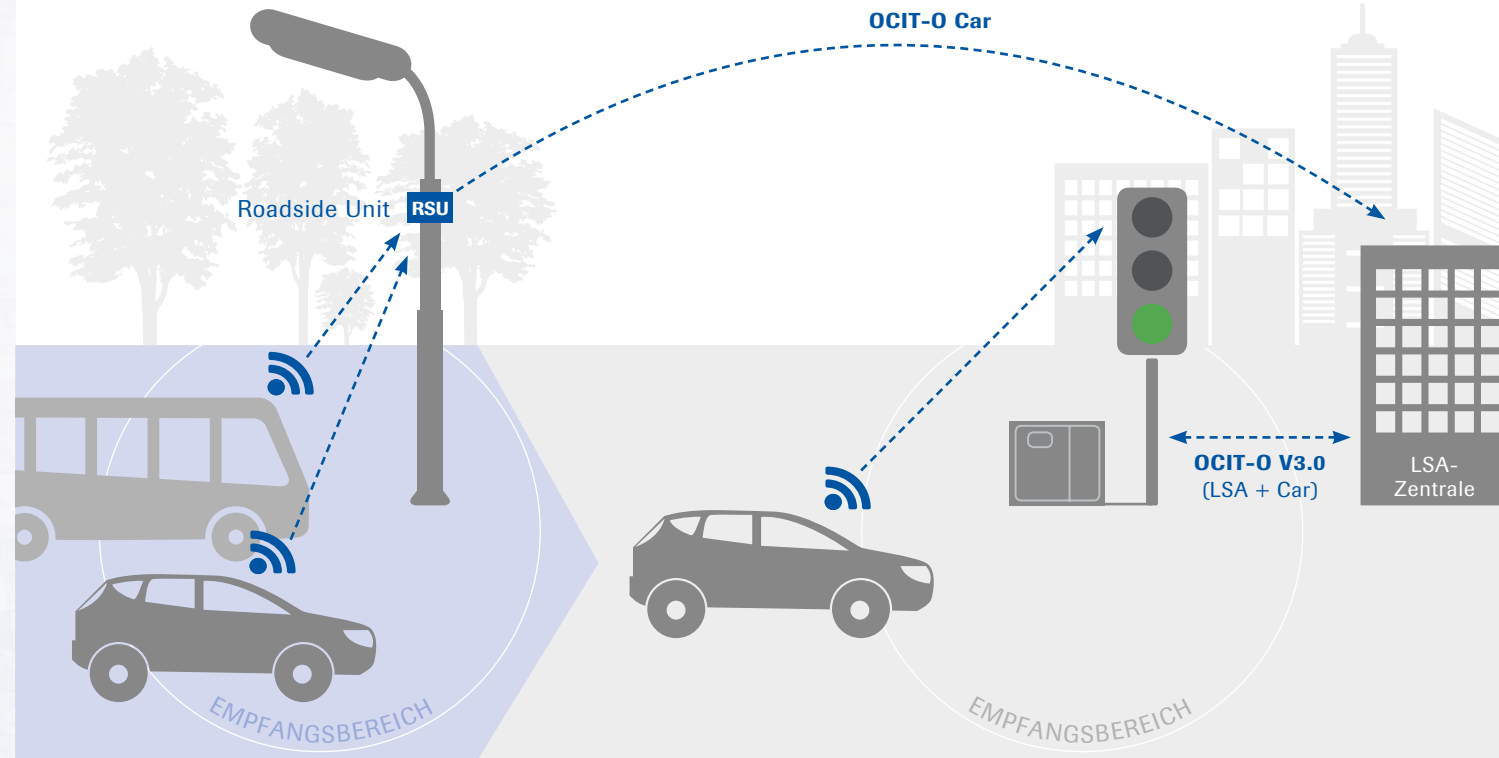 OCIT-O Car
Roadside Unit RSU
OCIT-O V3.0
(LSA + Car)
LSA-
Zentrale
EMPFANGSBEREICH
EMPFANGSBEREICH